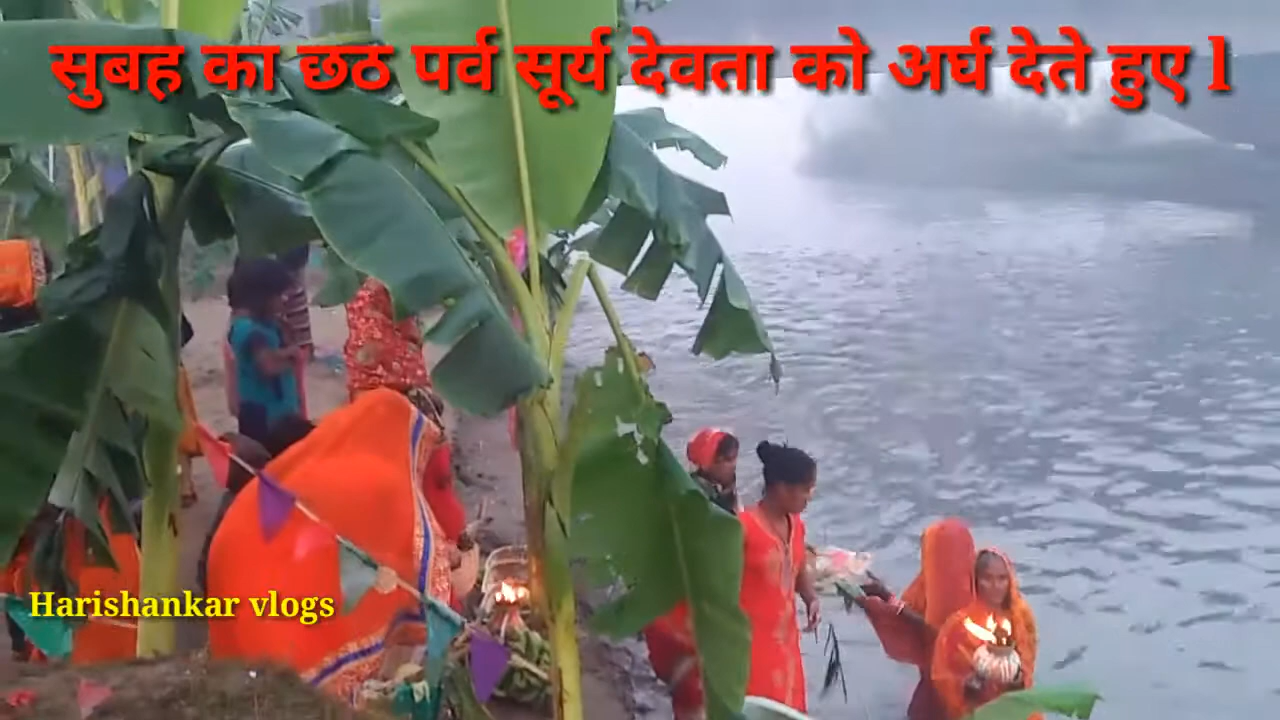 सुबह का छठ पर्व सूर्य देवता को अर्घ देते हुए l
Harishankar vlogs